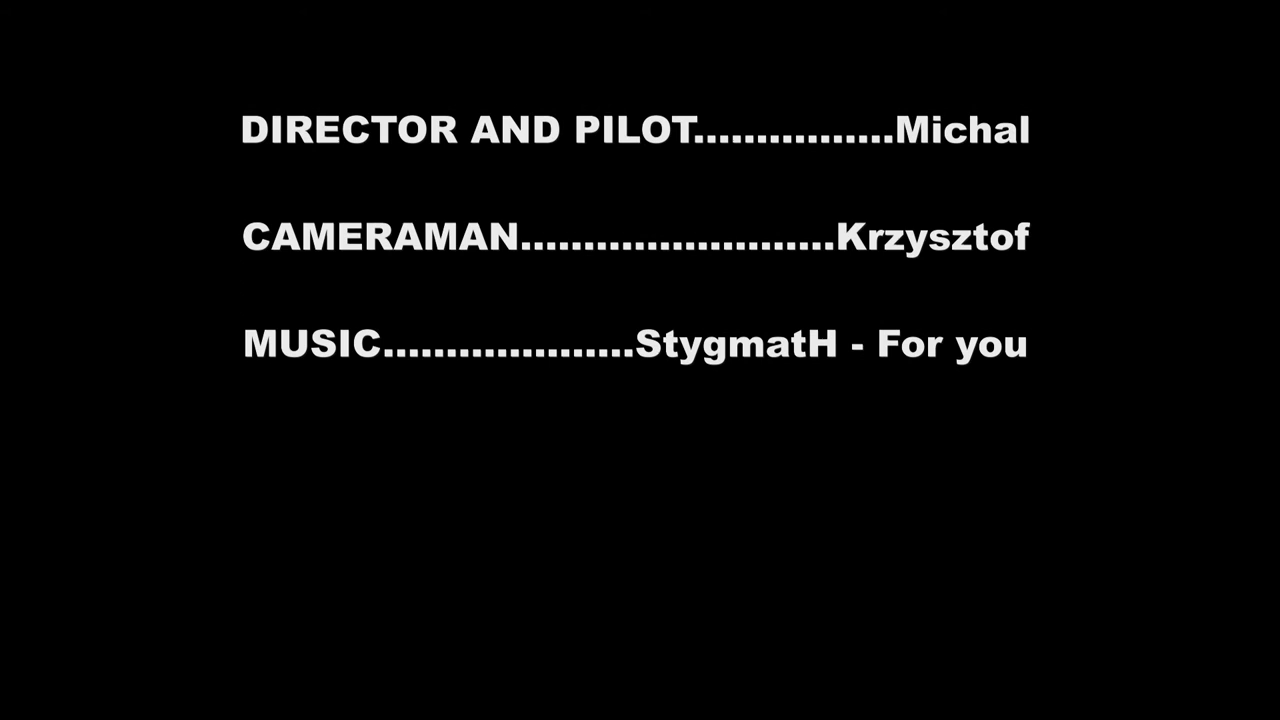 DIRECTOR AND PILOT................Michal
CAMERAMAN.........................Krzysztof
MUSIC....................StygmatH - For you